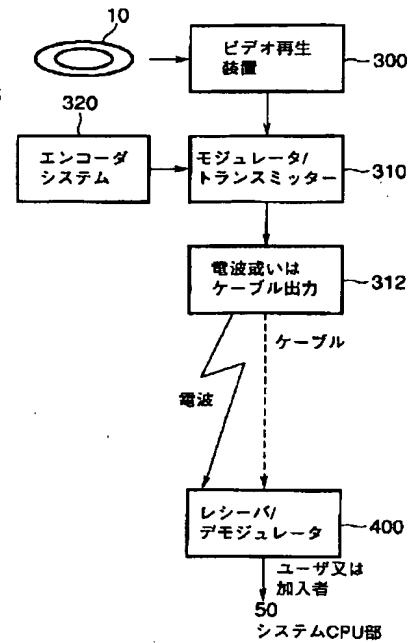 10
ビデオ再生
装置
300
320
エンコーダ
システム
モジュレータ/
トランスミッター
310
電波或いは
ケーブル出力
312
ケーブル
電波
レシーバ/
デモジュレータ
400
ユーザ又は
加入者
50
システムCPU部